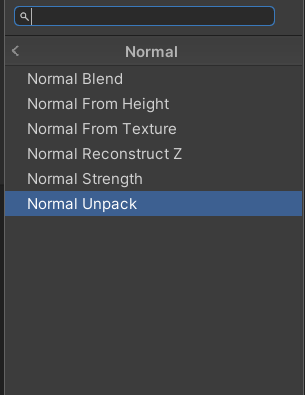 Normal
Normal Blend
Normal From Height
Normal From Texture
Normal Reconstruct Z
Normal Strength
Normal Unpack